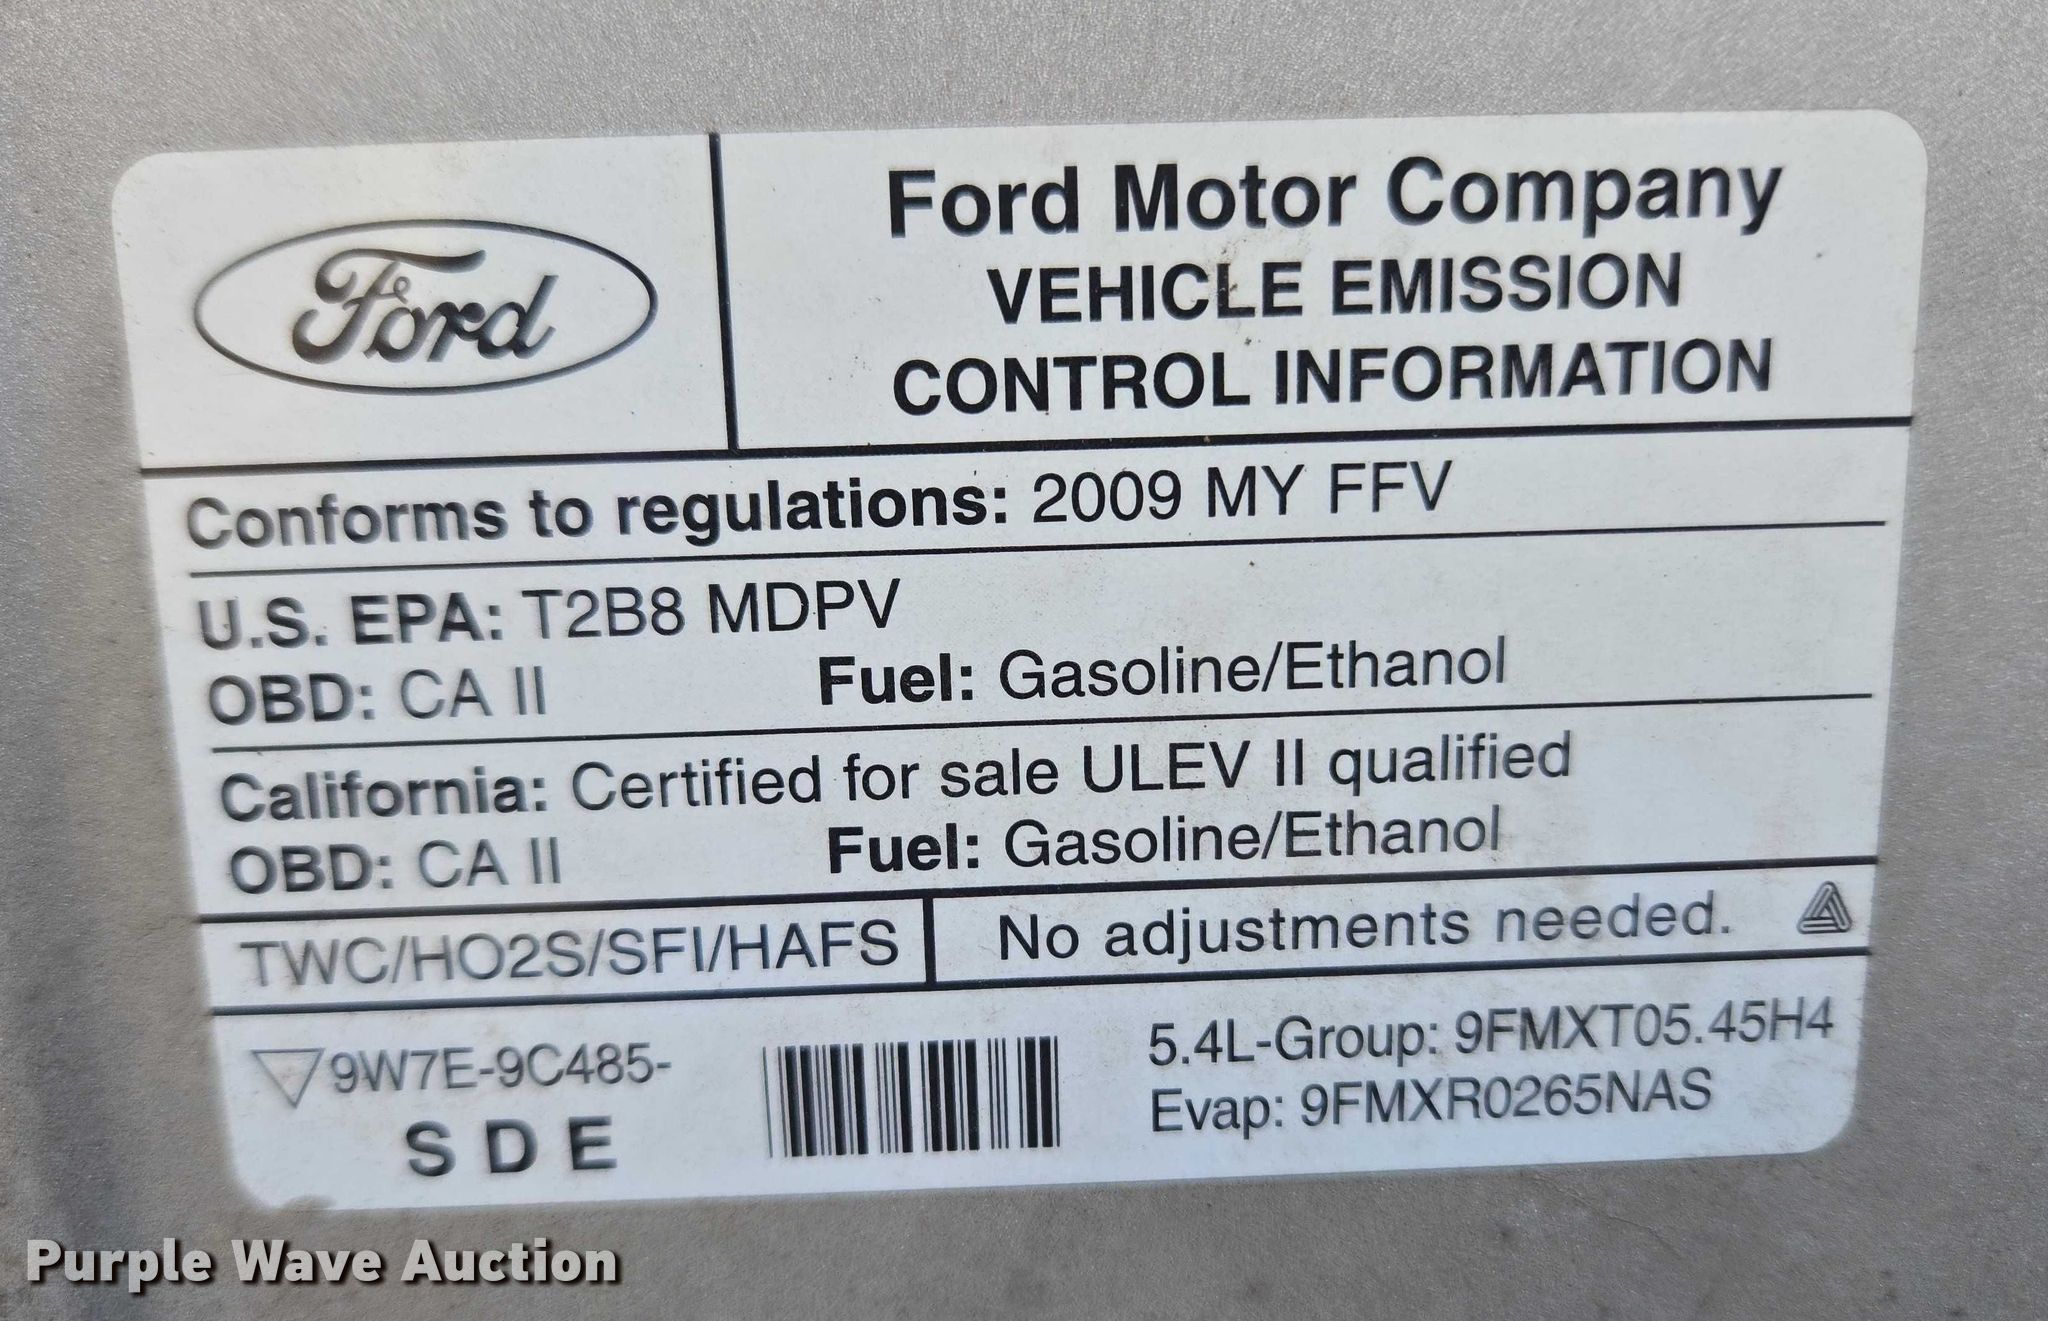 Ford
Ford Motor Company
VEHICLE EMISSION
CONTROL INFORMATION
Conforms to regulations: 2009 MY FFV
U.S. EPA: T2B8 MDPV
OBD: CA II Fuel: Gasoline/Ethanol
California: Certified for sale ULEV II qualified
OBD: CA II Fuel: Gasoline/Ethanol
TWC/HO2S/SFI/HAFS No adjustments needed.
9W7E-9C485-
S D E
5.4L-Group: 9FMXT05.45H4
Evap: 9FMXR0265NAS
Purple Wave Auction